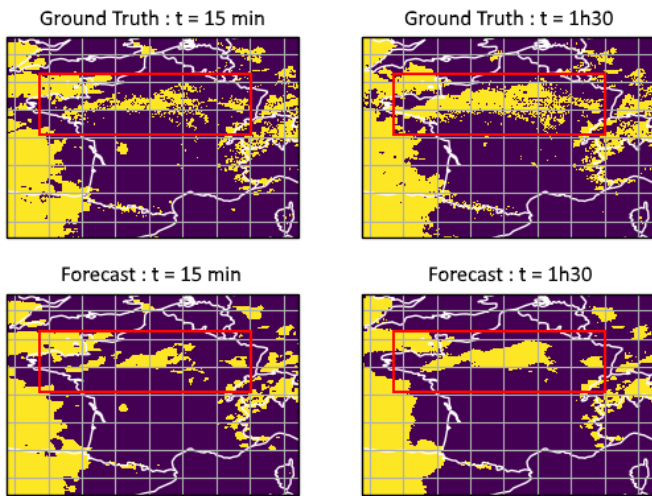 Ground Truth : t = 15 min
Ground Truth : t = 1h30
Forecast : t = 15 min
Forecast : t = 1h30